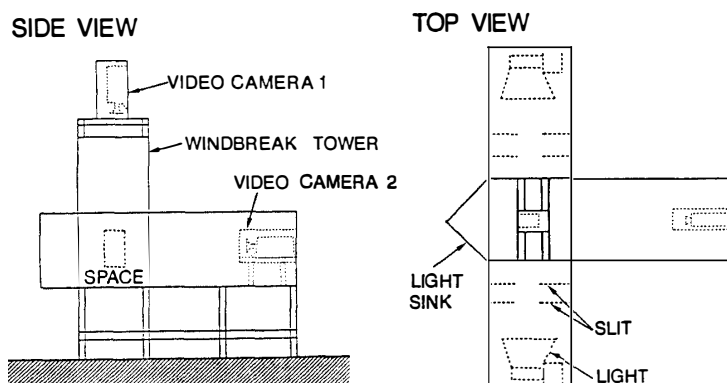 SIDE VIEW
VIDEO CAMERA 1
WINDBREAK TOWER
VIDEO CAMERA 2
SPACE
TOP VIEW
LIGHT
SINK
SLIT
LIGHT